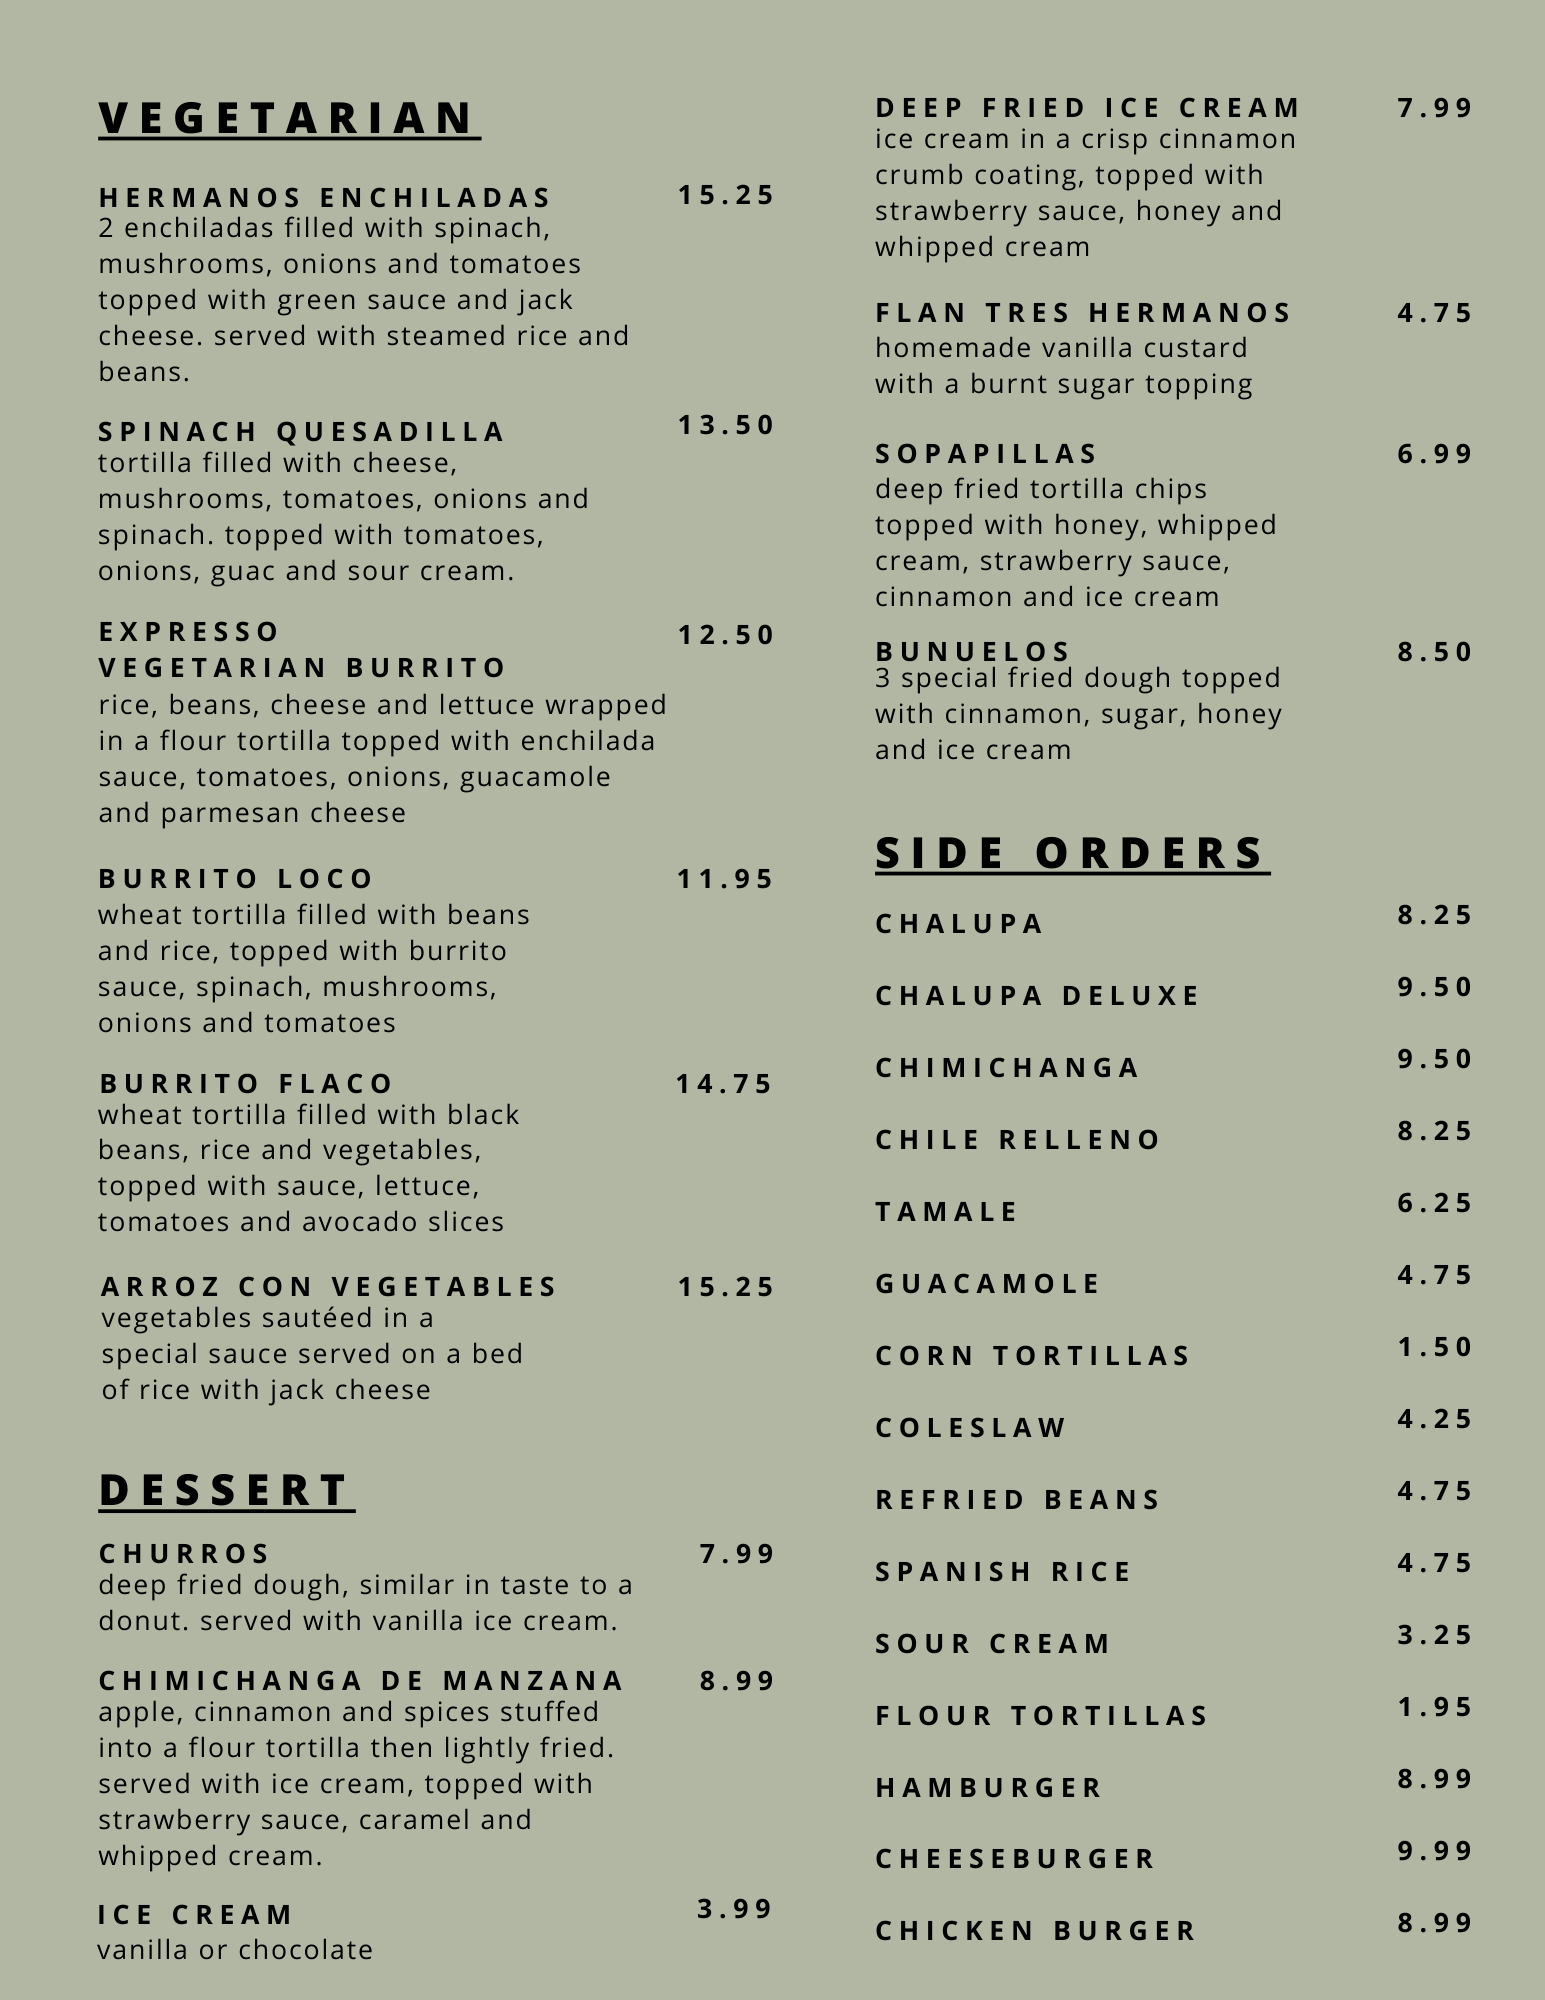 VEGETARIAN
HERMANOS ENCHILADAS 15.25
2 enchiladas filled with spinach,
mushrooms, onions and tomatoes
topped with green sauce and jack
cheese. served with steamed rice and
beans.
SPINACH QUESADILLA 13.50
tortilla filled with cheese,
mushrooms, tomatoes, onions and
spinach. topped with tomatoes,
onions, guac and sour cream.
EXPRESSO 12.50
VEGETARIAN BURRITO
rice, beans, cheese and lettuce wrapped
in a flour tortilla topped with enchilada
sauce, tomatoes, onions, guacamole
and parmesan cheese
BURRITO LOCO 11.95
wheat tortilla filled with beans
and rice, topped with burrito
sauce, spinach, mushrooms,
onions and tomatoes
BURRITO FLACO 14.75
wheat tortilla filled with black
beans, rice and vegetables,
topped with sauce, lettuce,
tomatoes and avocado slices
ARROZ CON VEGETABLES 15.25
vegetables sautéed in a
special sauce served on a bed
of rice with jack cheese
DESSERT
CHURROS 7.99
deep fried dough, similar in taste to a
donut. served with vanilla ice cream.
CHIMICHANGA DE MANZANA 8.99
apple, cinnamon and spices stuffed
into a flour tortilla then lightly fried.
served with ice cream, topped with
strawberry sauce, caramel and
whipped cream.
ICE CREAM 3.99
vanilla or chocolate
DEEP FRIED ICE CREAM 7.99
ice cream in a crisp cinnamon
crumb coating, topped with
strawberry sauce, honey and
whipped cream
FLAN TRES HERMANOS 4.75
homemade vanilla custard
with a burnt sugar topping
SOPAPILLAS 6.99
deep fried tortilla chips
topped with honey, whipped
cream, strawberry sauce,
cinnamon and ice cream
BUNUELOS 8.50
3 special fried dough topped
with cinnamon, sugar, honey
and ice cream
SIDE ORDERS
CHALUPA 8.25
CHALUPA DELUXE 9.50
CHIMICHANGA 9.50
CHILE RELLENO 8.25
TAMALE 6.25
GUACAMOLE 4.75
CORN TORTILLAS 1.50
COLESLAW 4.25
REFRIED BEANS 4.75
SPANISH RICE 4.75
SOUR CREAM 3.25
FLOUR TORTILLAS 1.95
HAMBURGER 8.99
CHEESEBURGER 9.99
CHICKEN BURGER 8.99